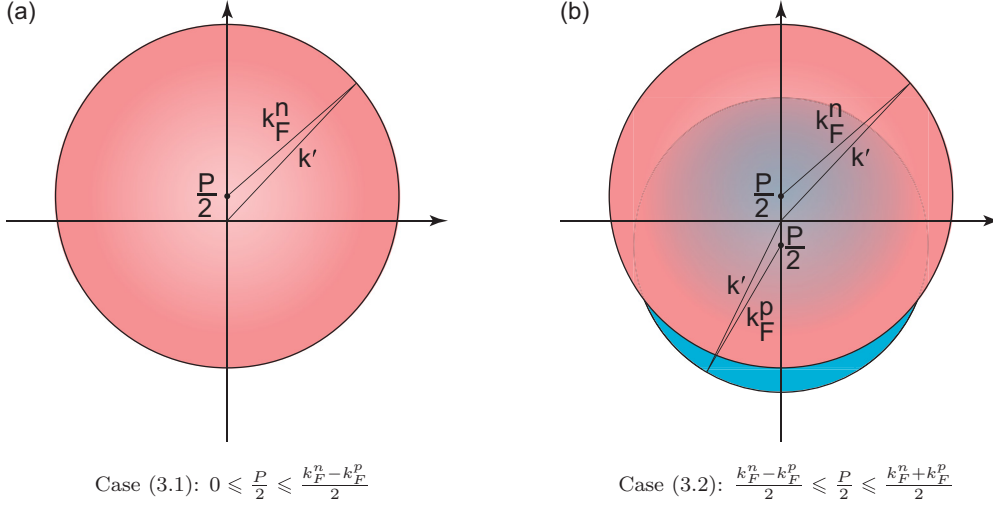 (a)
k_F^n
k'
P/2
Case (3.1): 0 ⩽ P/2 ⩽ (k_F^n − k_F^p)/2
(b)
k_F^n
k'
P/2
P/2
k'
k_F^p
Case (3.2): (k_F^n − k_F^p)/2 ⩽ P/2 ⩽ (k_F^n + k_F^p)/2